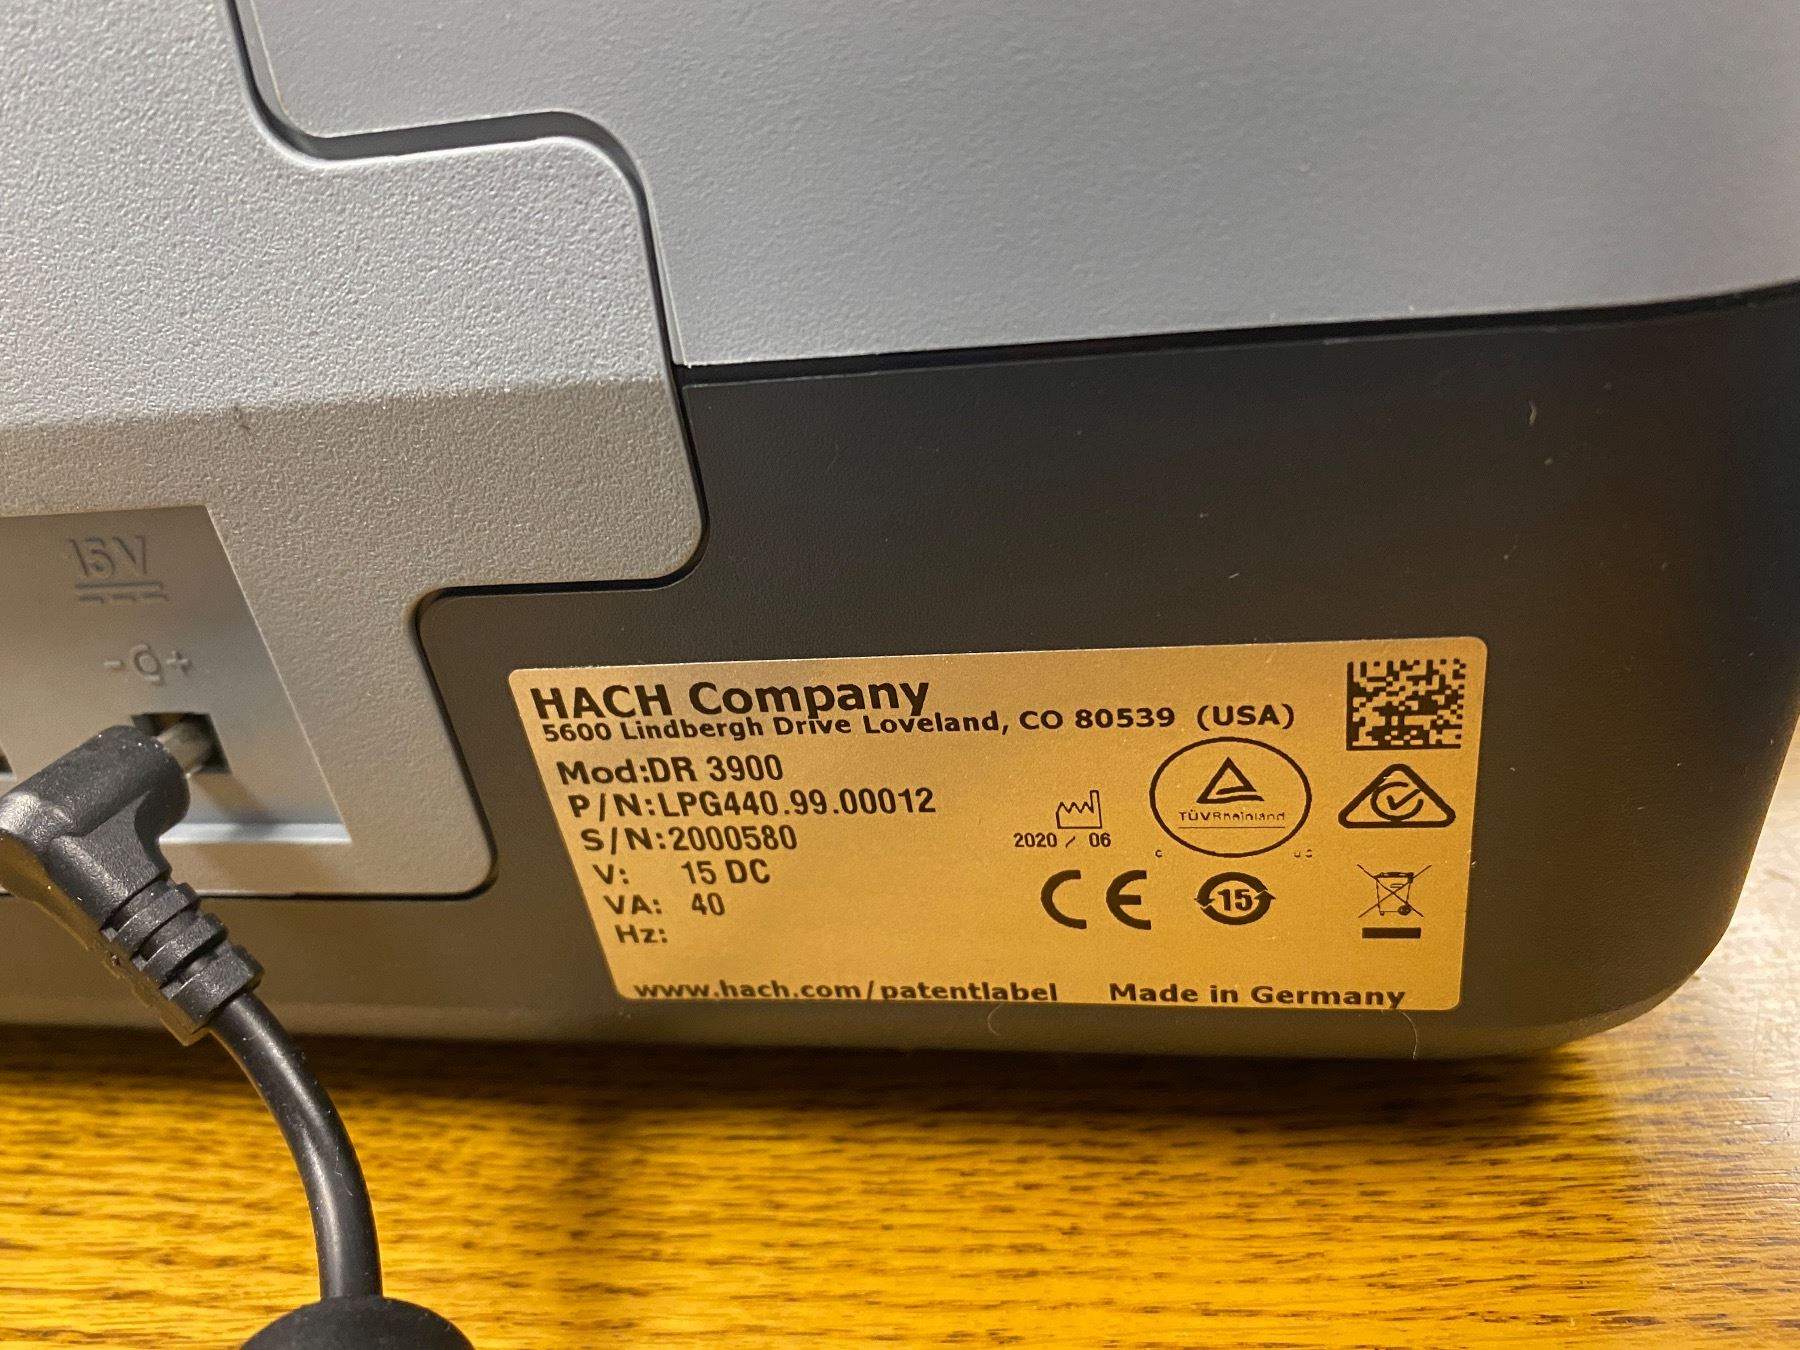 15V
- +
HACH Company
5600 Lindbergh Drive Loveland, CO 80539 (USA)
Mod:DR 3900
P/N:LPG440.99.00012
S/N:2000580
V: 15 DC
VA: 40
Hz:
2020 / 06
TÜVRheinland
c us
CE
15
www.hach.com/patentlabel Made in Germany